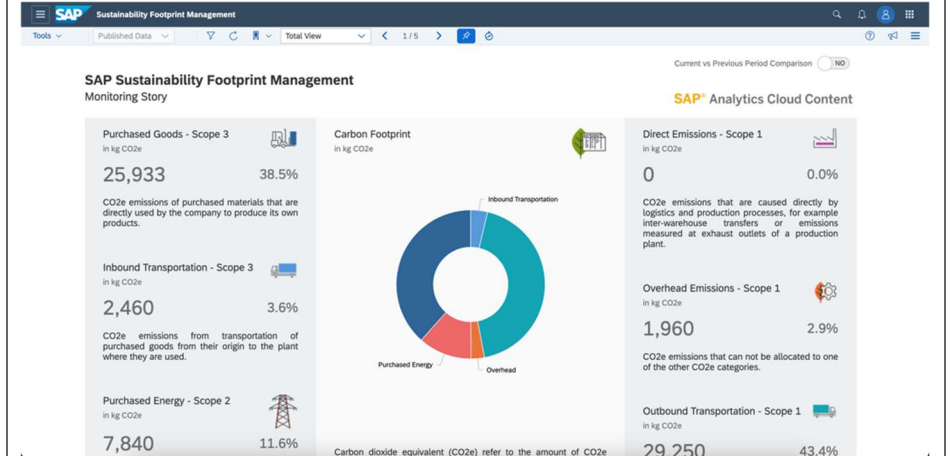 SAP Sustainability Footprint Management
Tools Published Data Total View 1/5
Current vs Previous Period Comparison NO
SAP Sustainability Footprint Management
Monitoring Story
SAP Analytics Cloud Content
Purchased Goods - Scope 3
in kg CO2e
25,933 38.5%
CO2e emissions of purchased materials that are
directly used by the company to produce its own
products.
Inbound Transportation - Scope 3
in kg CO2e
2,460 3.6%
CO2e emissions from transportation of
purchased goods from their origin to the plant
where they are used.
Purchased Energy - Scope 2
in kg CO2e
7,840 11.6%
Carbon Footprint
in kg CO2e
Inbound Transportation
Purchased Energy
Overhead
Carbon dioxide equivalent (CO2e) refer to the amount of CO2e
Direct Emissions - Scope 1
in kg CO2e
0 0.0%
CO2e emissions that are caused directly by
logistics and production processes, for example
inter-warehouse transfers or emissions
measured at exhaust outlets of a production
plant.
Overhead Emissions - Scope 1
in kg CO2e
1,960 2.9%
CO2e emissions that can not be allocated to one
of the other CO2e categories.
Outbound Transportation - Scope 1
in kg CO2e
29,250 43.4%